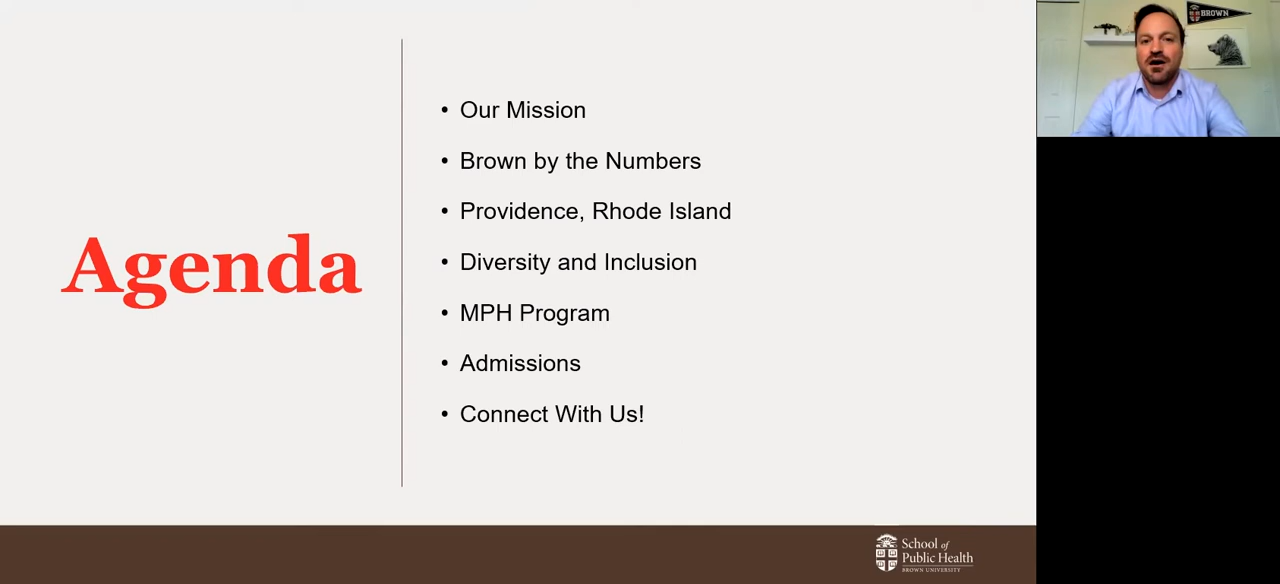 Agenda
• Our Mission
• Brown by the Numbers
• Providence, Rhode Island
• Diversity and Inclusion
• MPH Program
• Admissions
• Connect With Us!
School of
Public Health
BROWN UNIVERSITY
BROWN